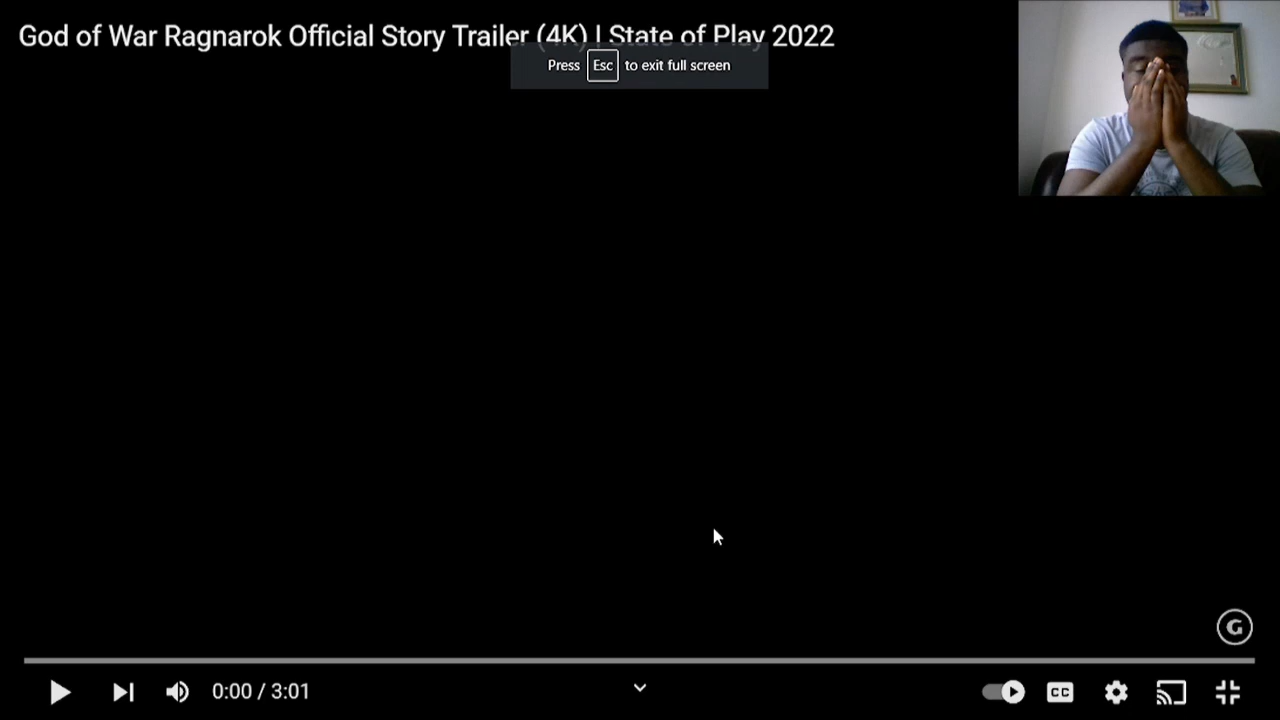 God of War Ragnarok Official Story Trailer (4K) | State of Play 2022
Press Esc to exit full screen
G
0:00 / 3:01
CC